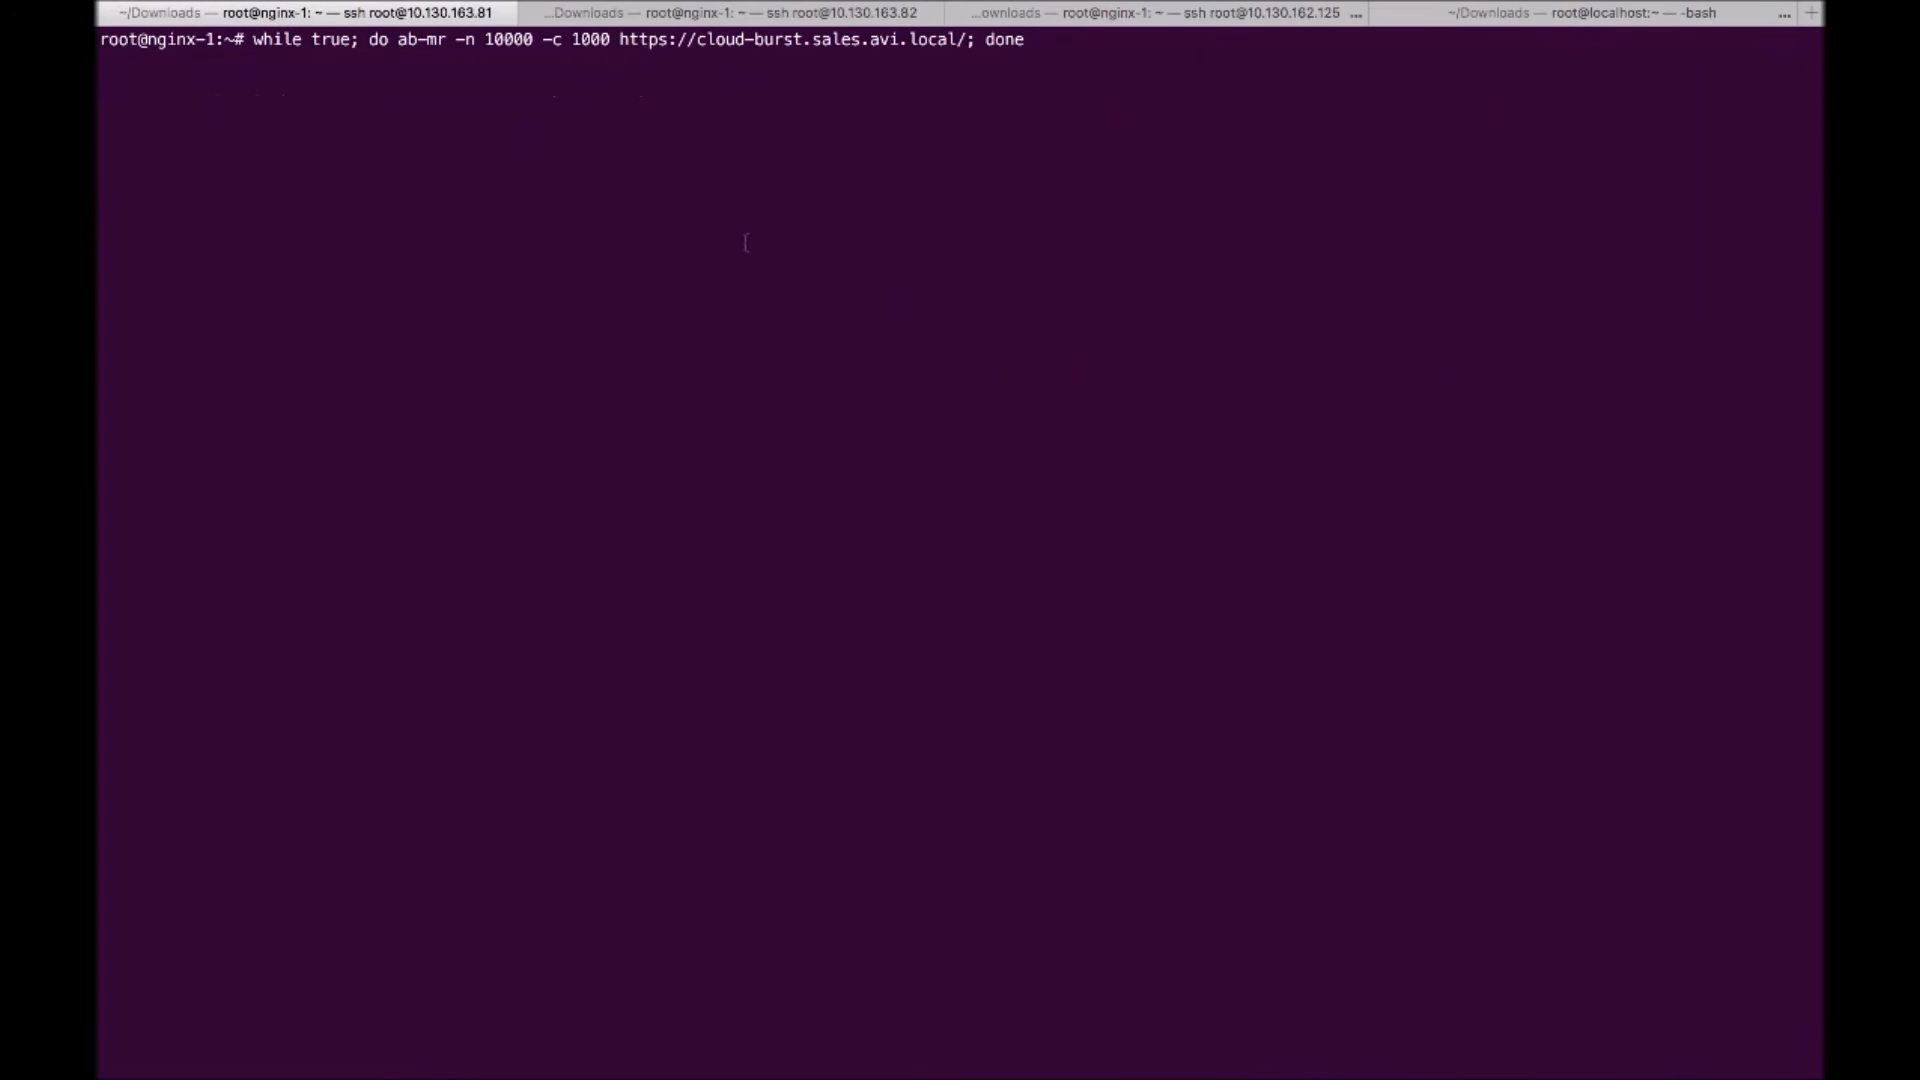 ~/Downloads — root@nginx-1: ~ — ssh root@10.130.163.81
...Downloads — root@nginx-1: ~ — ssh root@10.130.163.82
...ownloads — root@nginx-1: ~ — ssh root@10.130.162.125 ...
~/Downloads — root@localhost:~ — -bash ... +
root@nginx-1:~# while true; do ab-mr -n 10000 -c 1000 https://cloud-burst.sales.avi.local/; done